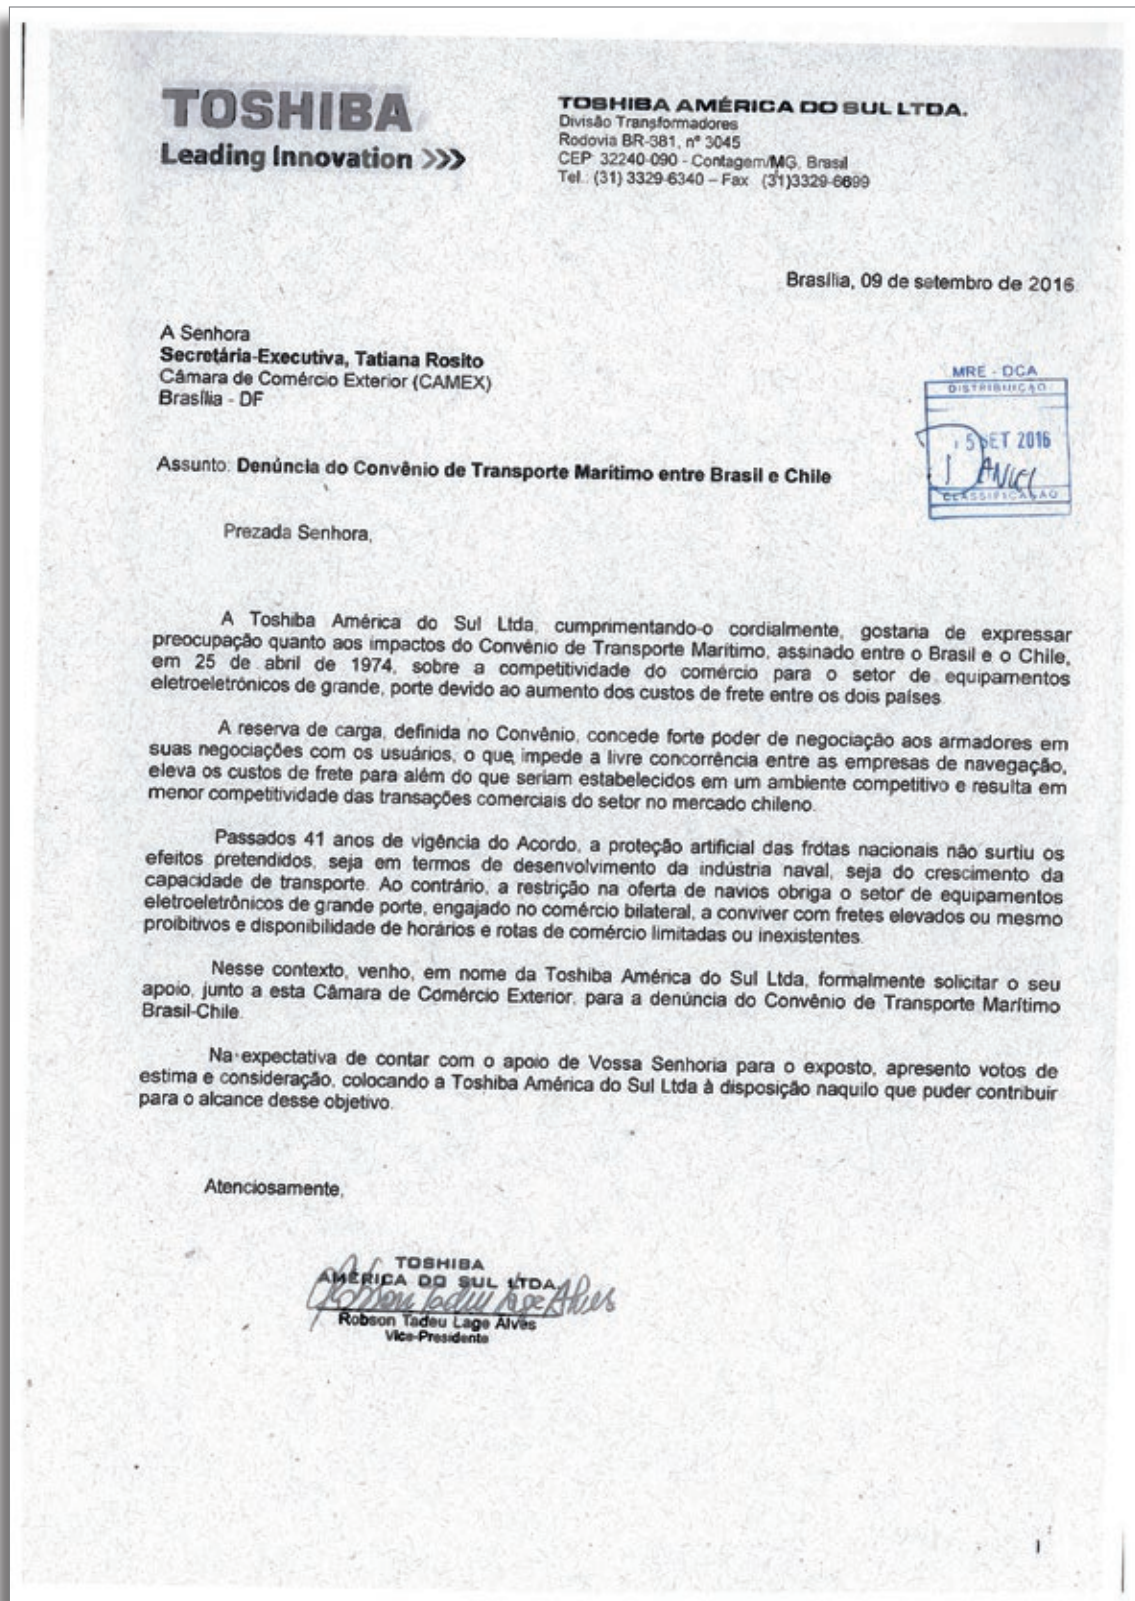 TOSHIBA
Leading Innovation >>>
TOSHIBA AMÉRICA DO SUL LTDA.
Divisão Transformadores
Rodovia BR-381, nº 3045
CEP: 32240-090 - Contagem/MG, Brasil
Tel.: (31) 3329-6340 – Fax (31)3329-6699
Brasília, 09 de setembro de 2016
A Senhora
Secretária-Executiva, Tatiana Rosito
Câmara de Comércio Exterior (CAMEX)
Brasília - DF
MRE - DCA
DISTRIBUIÇÃO
5 SET 2016
DANIEL
CLASSIFICAÇÃO
Assunto: Denúncia do Convênio de Transporte Marítimo entre Brasil e Chile
Prezada Senhora,
A Toshiba América do Sul Ltda, cumprimentando-o cordialmente, gostaria de expressar
preocupação quanto aos impactos do Convênio de Transporte Marítimo, assinado entre o Brasil e o Chile,
em 25 de abril de 1974, sobre a competitividade do comércio para o setor de equipamentos
eletroeletrônicos de grande, porte devido ao aumento dos custos de frete entre os dois países.
A reserva de carga, definida no Convênio, concede forte poder de negociação aos armadores em
suas negociações com os usuários, o que impede a livre concorrência entre as empresas de navegação,
eleva os custos de frete para além do que seriam estabelecidos em um ambiente competitivo e resulta em
menor competitividade das transações comerciais do setor no mercado chileno.
Passados 41 anos de vigência do Acordo, a proteção artificial das frotas nacionais não surtiu os
efeitos pretendidos, seja em termos de desenvolvimento da indústria naval, seja do crescimento da
capacidade de transporte. Ao contrário, a restrição na oferta de navios obriga o setor de equipamentos
eletroeletrônicos de grande porte, engajado no comércio bilateral, a conviver com fretes elevados ou mesmo
proibitivos e disponibilidade de horários e rotas de comércio limitadas ou inexistentes.
Nesse contexto, venho, em nome da Toshiba América do Sul Ltda, formalmente solicitar o seu
apoio, junto a esta Câmara de Comércio Exterior, para a denúncia do Convênio de Transporte Marítimo
Brasil-Chile.
Na expectativa de contar com o apoio de Vossa Senhoria para o exposto, apresento votos de
estima e consideração, colocando a Toshiba América do Sul Ltda à disposição naquilo que puder contribuir
para o alcance desse objetivo.
Atenciosamente,
TOSHIBA
AMÉRICA DO SUL LTDA.
Robson Tadeu Lage Alves
Robson Tadeu Lage Alves
Vice-Presidente
1